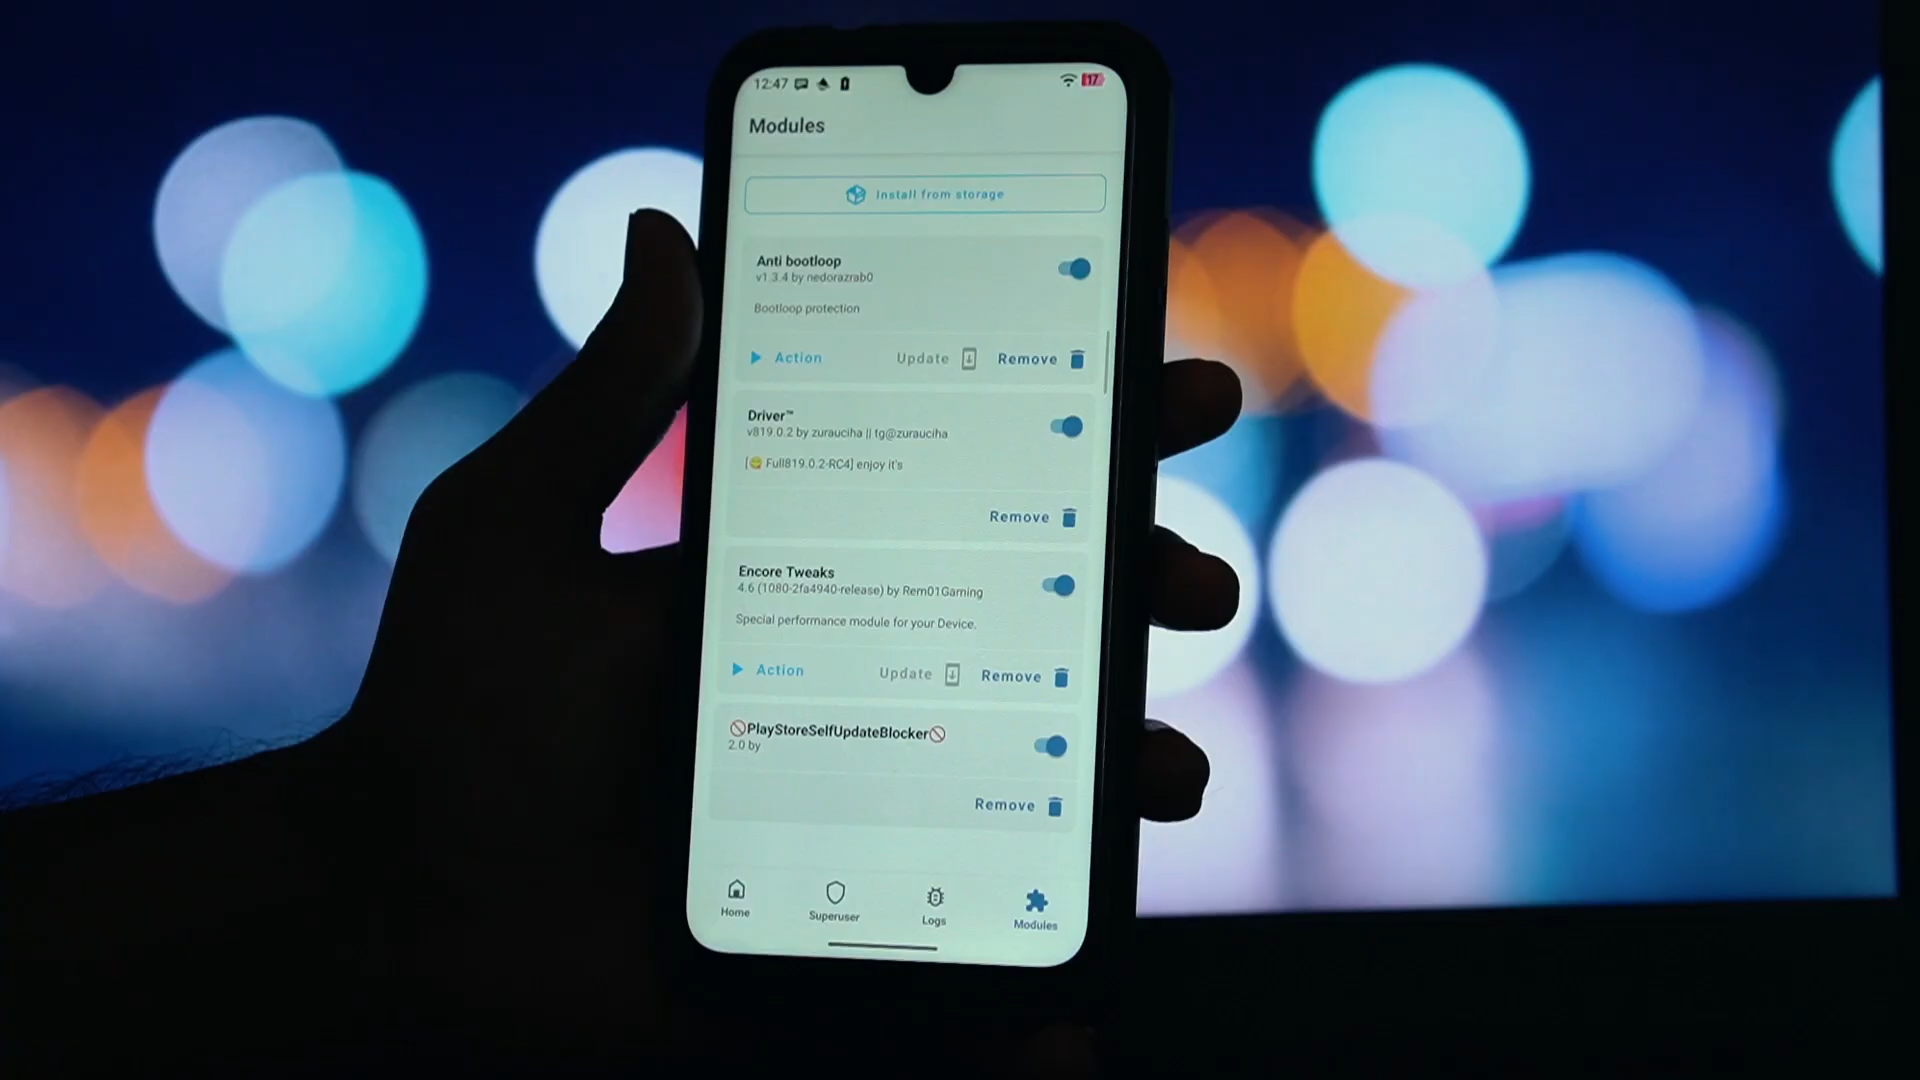 12:47
17
Modules
Install from storage
Anti bootloop
v1.3.4 by nedorazrab0
Bootloop protection
Action Update Remove
Driver™
v819.0.2 by zurauciha || tg@zurauciha
[😋 Full819.0.2-RC4] enjoy it's
Remove
Encore Tweaks
4.6 (1080-2fa4940-release) by Rem01Gaming
Special performance module for your Device.
Action Update Remove
🚫PlayStoreSelfUpdateBlocker🚫
2.0 by
Remove
Home Superuser Logs Modules